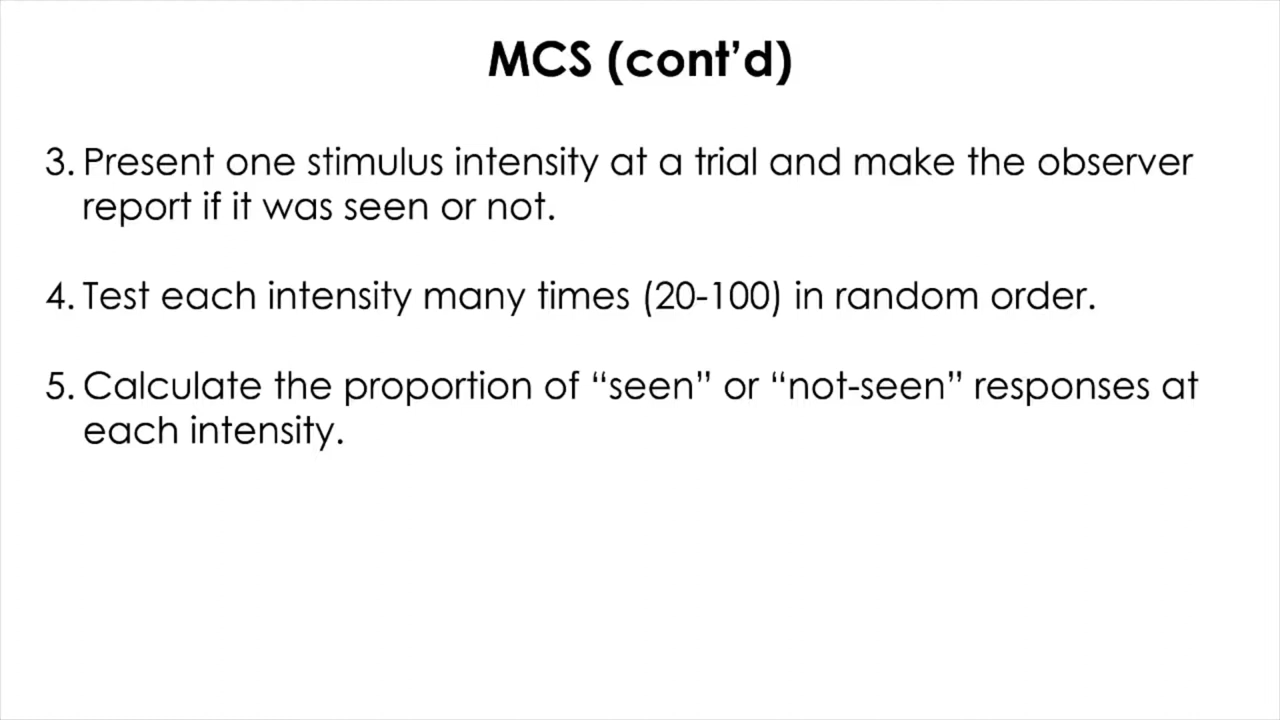 MCS (cont’d)
3. Present one stimulus intensity at a trial and make the observer
report if it was seen or not.
4. Test each intensity many times (20-100) in random order.
5. Calculate the proportion of “seen” or “not-seen” responses at
each intensity.